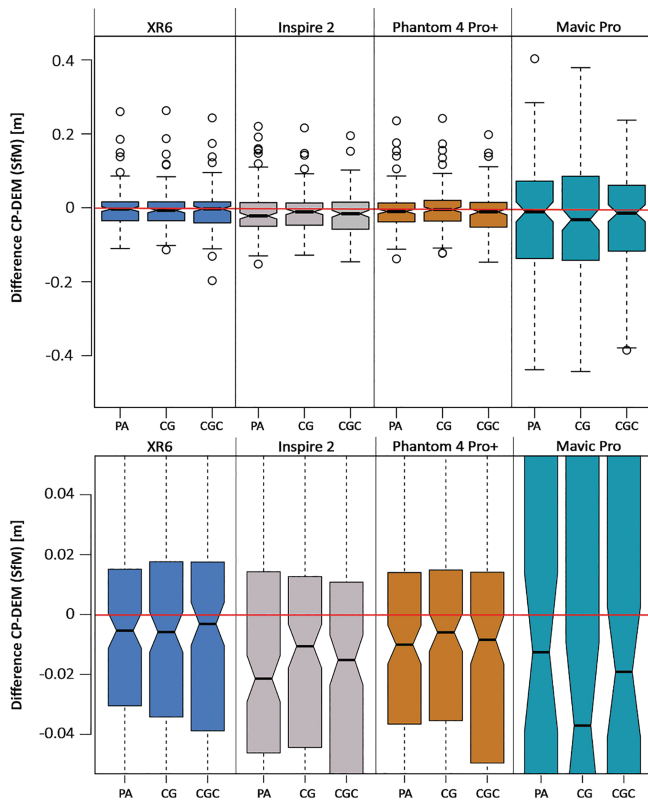 XR6 Inspire 2 Phantom 4 Pro+ Mavic Pro
Difference CP-DEM (SfM) [m]
0.4
0.2
0
-0.2
-0.4
PA CG CGC PA CG CGC PA CG CGC PA CG CGC
XR6 Inspire 2 Phantom 4 Pro+ Mavic Pro
Difference CP-DEM (SfM) [m]
0.04
0.02
0
-0.02
-0.04
PA CG CGC PA CG CGC PA CG CGC PA CG CGC